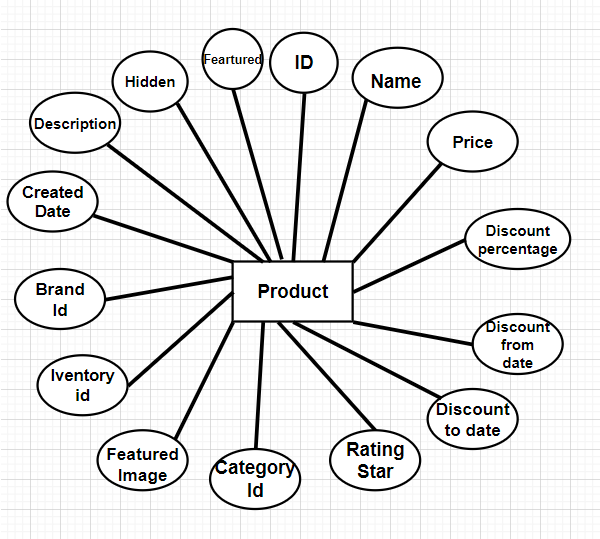 Feartured
ID
Hidden
Name
Description
Price
Created
Date
Discount
percentage
Brand
Id
Product
Discount
from
date
Iventory
id
Discount
to date
Featured
Image
Category
Id
Rating
Star